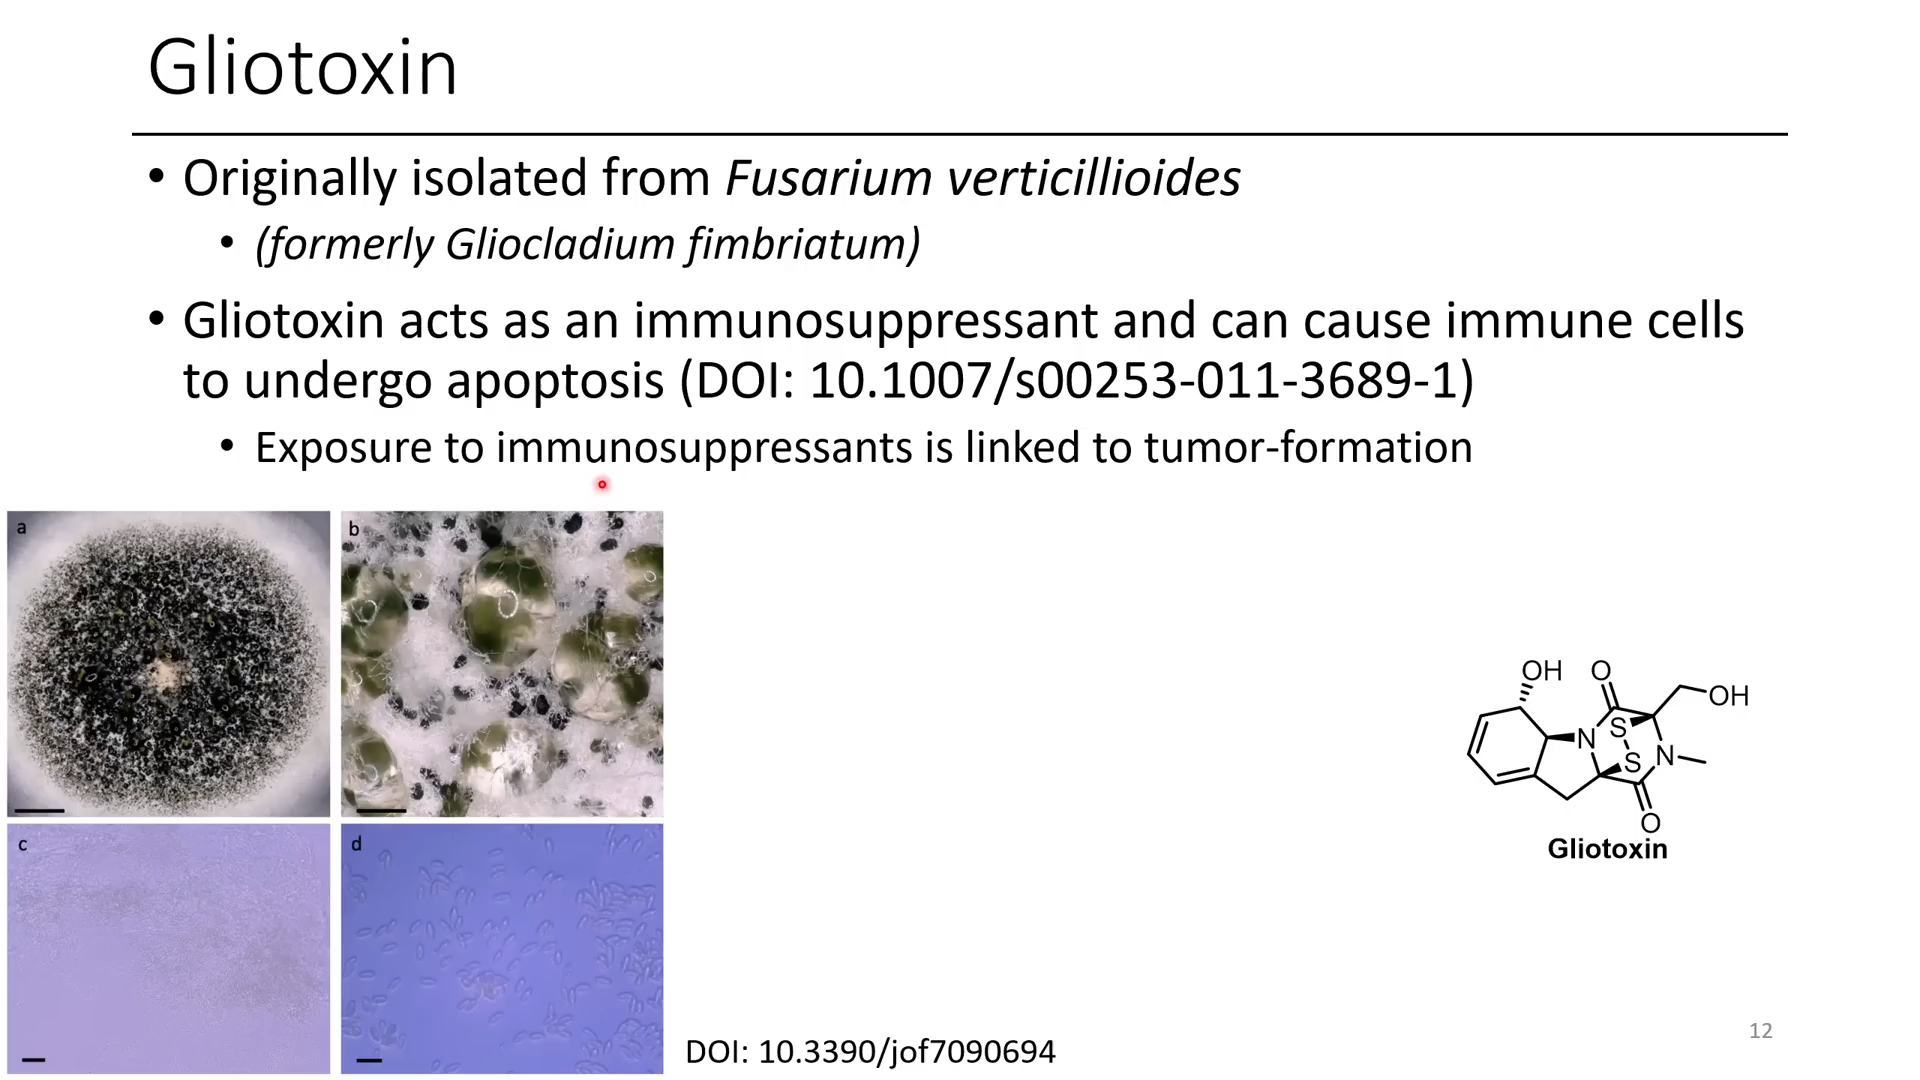 Gliotoxin
• Originally isolated from Fusarium verticillioides
• (formerly Gliocladium fimbriatum)
• Gliotoxin acts as an immunosuppressant and can cause immune cells
to undergo apoptosis (DOI: 10.1007/s00253-011-3689-1)
• Exposure to immunosuppressants is linked to tumor-formation
a
b
c
d
DOI: 10.3390/jof7090694
OH
O
OH
S
N
S
N
O
Gliotoxin
12